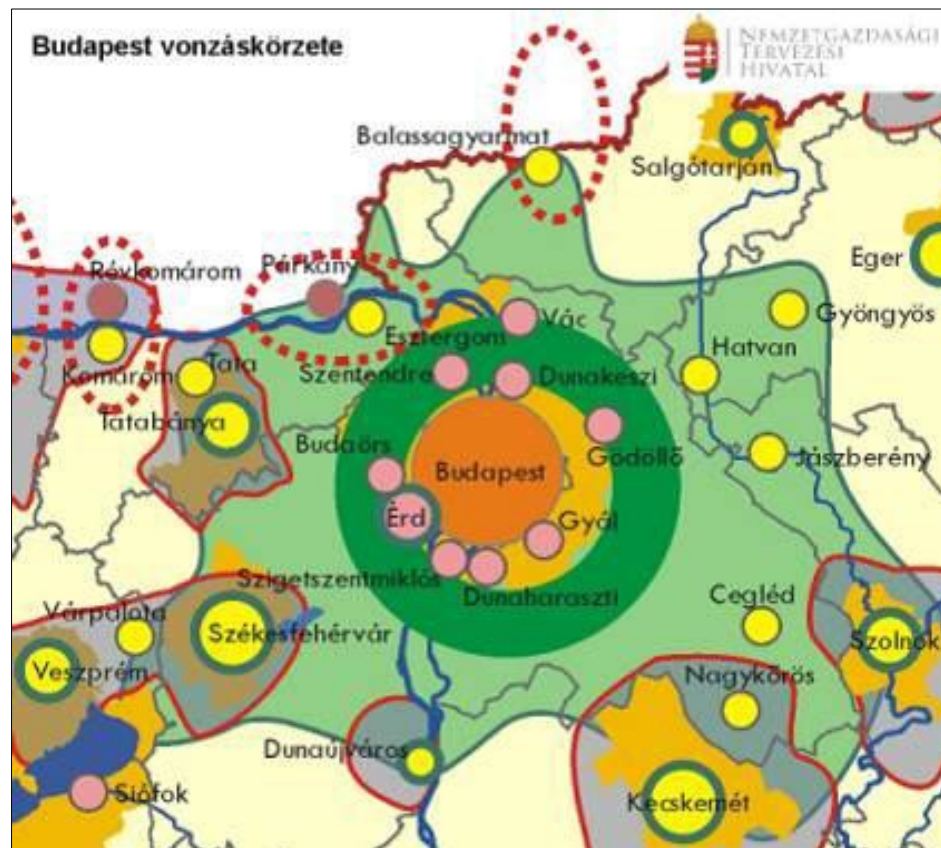 Budapest vonzáskörzete
NEMZETGAZDASÁGI
TERVEZÉSI
HIVATAL
Balassagyarmat
Salgótarján
Eger
Révkomárom
Párkány
Vác
Gyöngyös
Esztergom
Hatvan
Komárom
Tata
Szentendre
Dunakeszi
Tatabánya
Budaörs
Gödöllő
Jászberény
Budapest
Érd
Gyál
Szigetszentmiklós
Dunaharaszti
Cegléd
Várpalota
Székesfehérvár
Szolnok
Veszprém
Nagykőrös
Dunaújváros
Siófok
Kecskemét